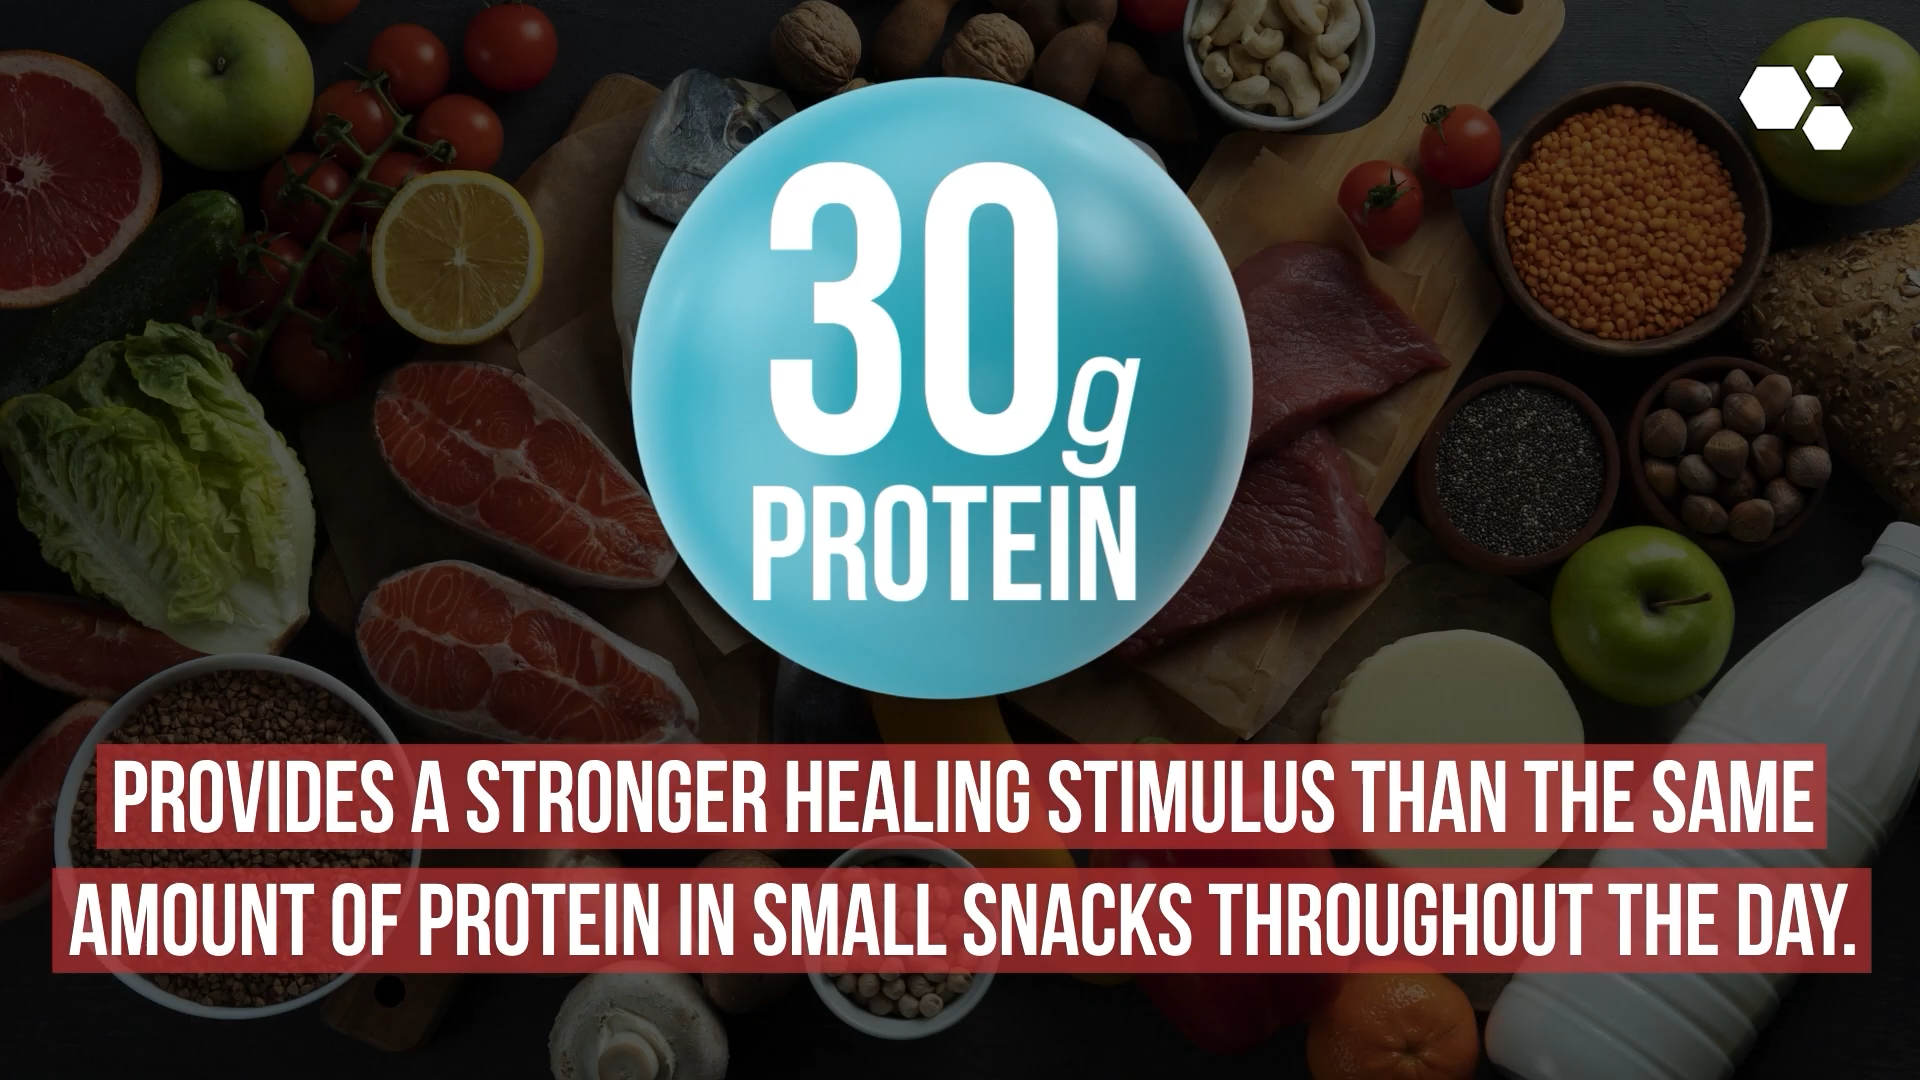 30g
PROTEIN
PROVIDES A STRONGER HEALING STIMULUS THAN THE SAME
AMOUNT OF PROTEIN IN SMALL SNACKS THROUGHOUT THE DAY.